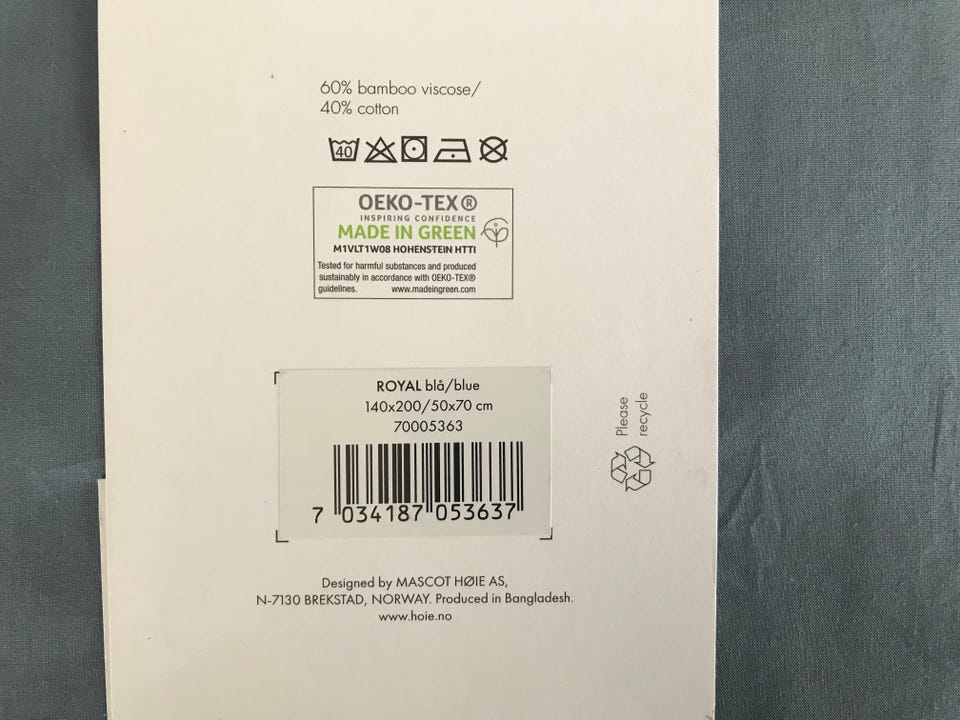 60% bamboo viscose/
40% cotton
40
OEKO-TEX®
INSPIRING CONFIDENCE
MADE IN GREEN
M1VLT1W08 HOHENSTEIN HTTI
Tested for harmful substances and produced
sustainably in accordance with OEKO-TEX®
guidelines. www.madeingreen.com
ROYAL blå/blue
140x200/50x70 cm
70005363
7 034187 053637
Please
recycle
Designed by MASCOT HØIE AS,
N-7130 BREKSTAD, NORWAY. Produced in Bangladesh.
www.hoie.no